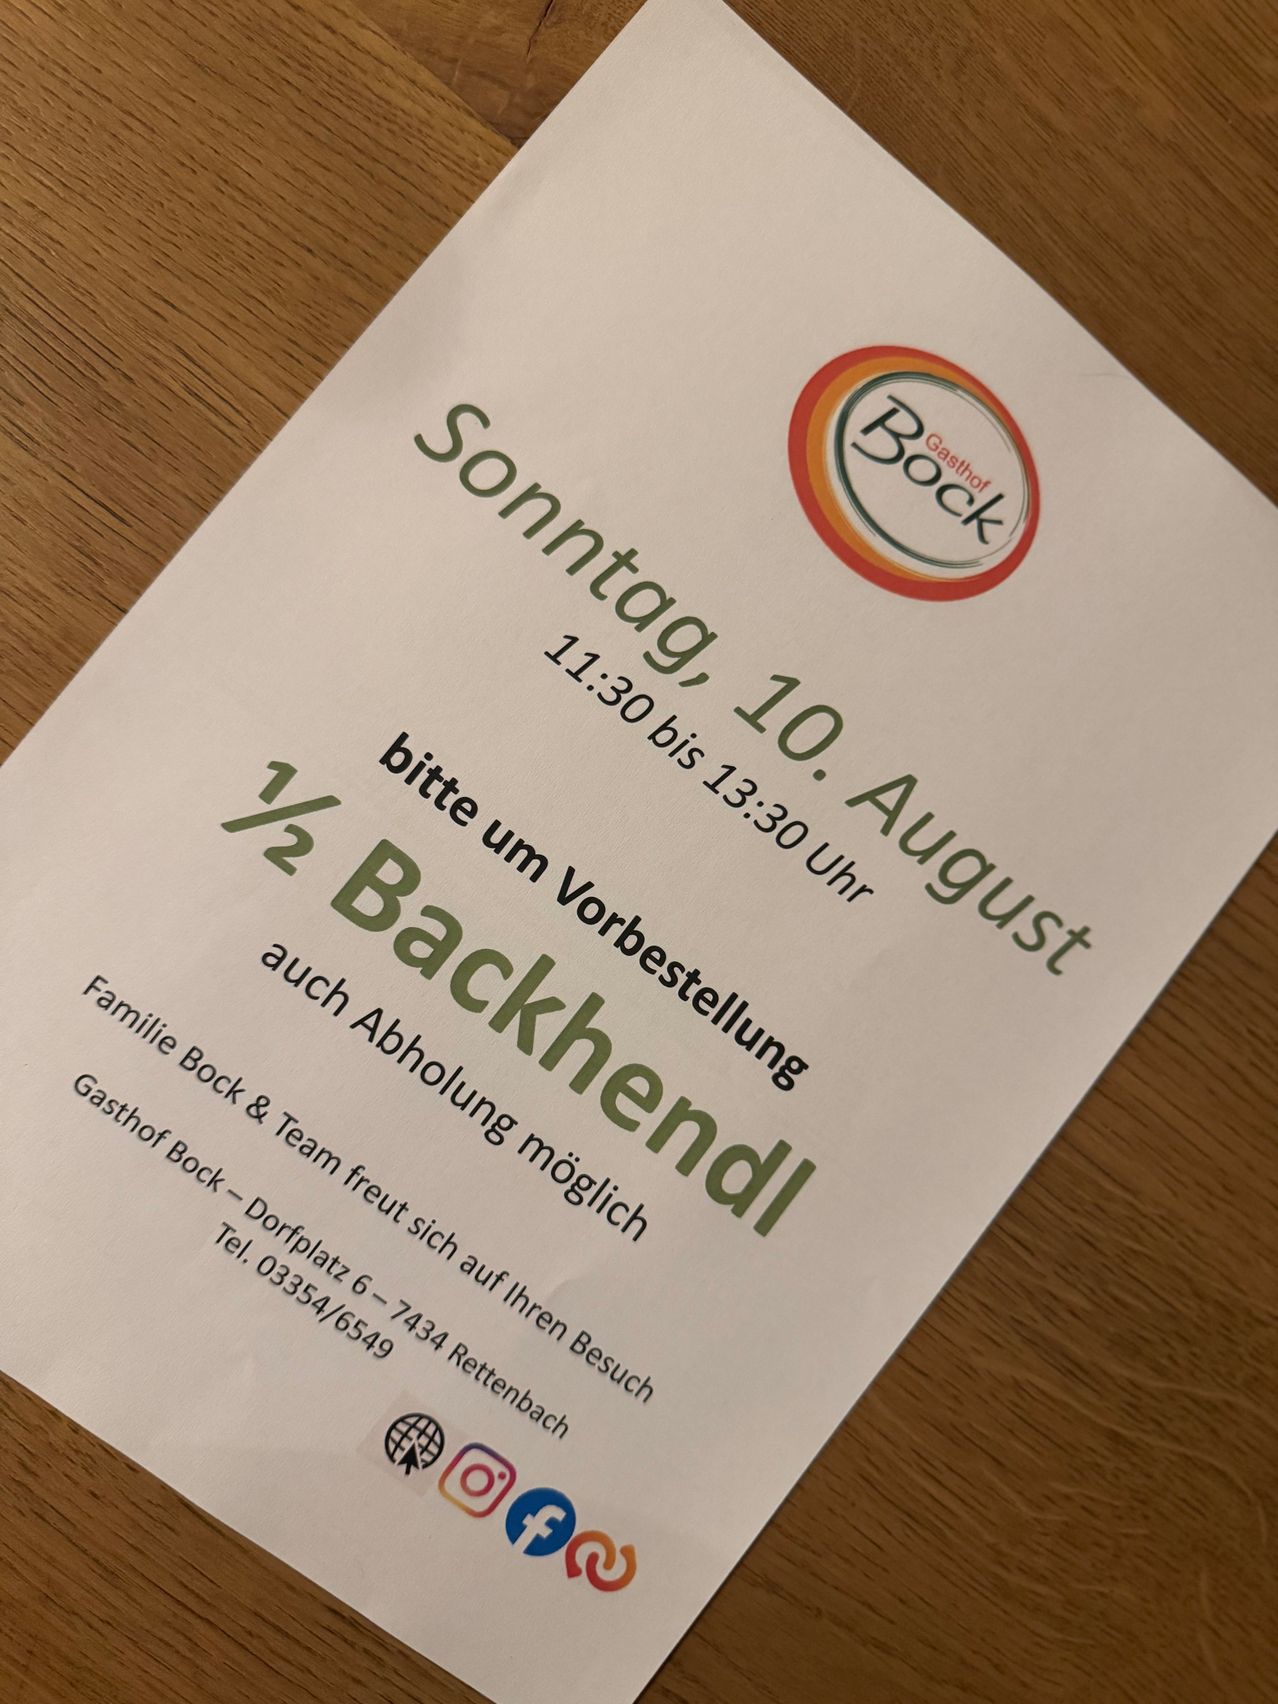 Gasthof
Bock
Sonntag, 10. August
11:30 bis 13:30 Uhr
bitte um Vorbestellung
½ Backhendl
auch Abholung möglich
Familie Bock & Team freut sich auf Ihren Besuch
Gasthof Bock – Dorfplatz 6 – 7434 Rettenbach
Tel. 03354/6549